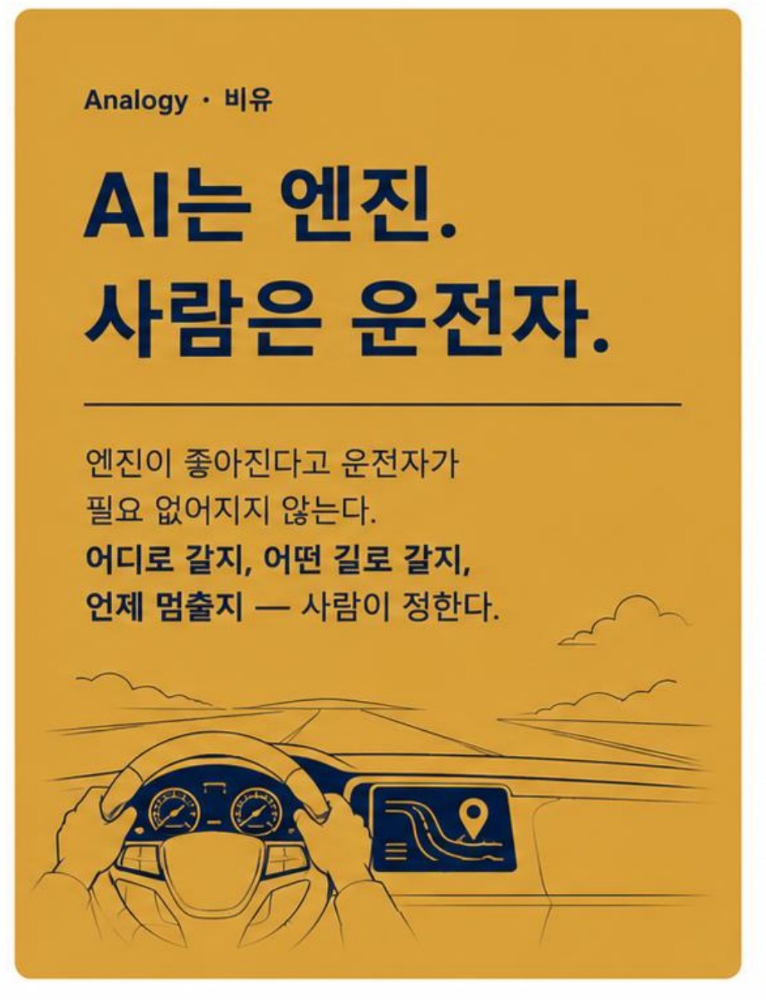 Analogy · 비유
AI는 엔진.
사람은 운전자.
엔진이 좋아진다고 운전자가
필요 없어지지 않는다.
어디로 갈지, 어떤 길로 갈지,
언제 멈출지 — 사람이 정한다.